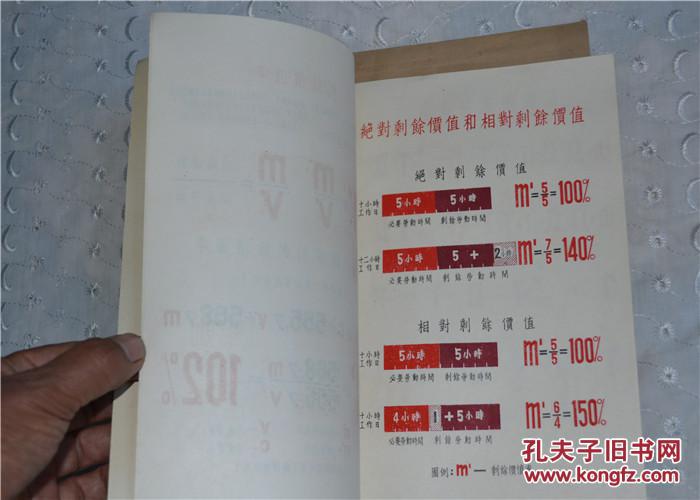 絕對剩餘價值和相對剩餘價值
絕對剩餘價值
十小時
工作日
5小時 5小時
必要勞動時間 剩餘勞動時間
m'=5/5=100%
十二小時
工作日
5小時 5 + 2小時
必要勞動時間 剩餘勞動時間
m'=7/5=140%
相對剩餘價值
十小時
工作日
5小時 5小時
必要勞動時間 剩餘勞動時間
m'=5/5=100%
十小時
工作日
4小時 1+5小時
必要勞動時間 剩餘勞動時間
m'=6/4=150%
圖例:m'— 剩餘價值
孔夫子旧书网
www.kongfz.com
102%